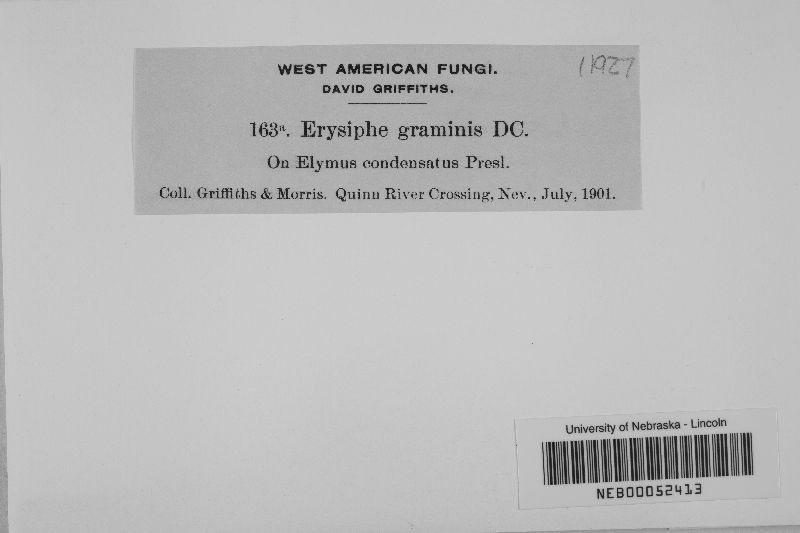 WEST AMERICAN FUNGI.
DAVID GRIFFITHS.
11927
163a. Erysiphe graminis DC.
On Elymus condensatus Presl.
Coll. Griffiths & Morris. Quinn River Crossing, Nev., July, 1901.
University of Nebraska - Lincoln
NEB00052413